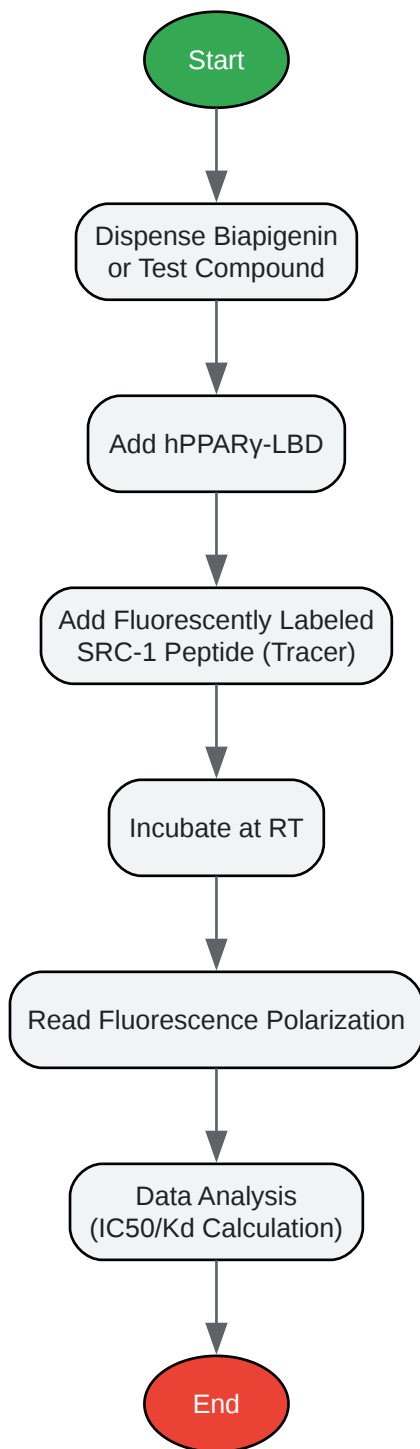 Start
Dispense Biapigenin
or Test Compound
Add hPPARγ-LBD
Add Fluorescently Labeled
SRC-1 Peptide (Tracer)
Incubate at RT
Read Fluorescence Polarization
Data Analysis
(IC50/Kd Calculation)
End